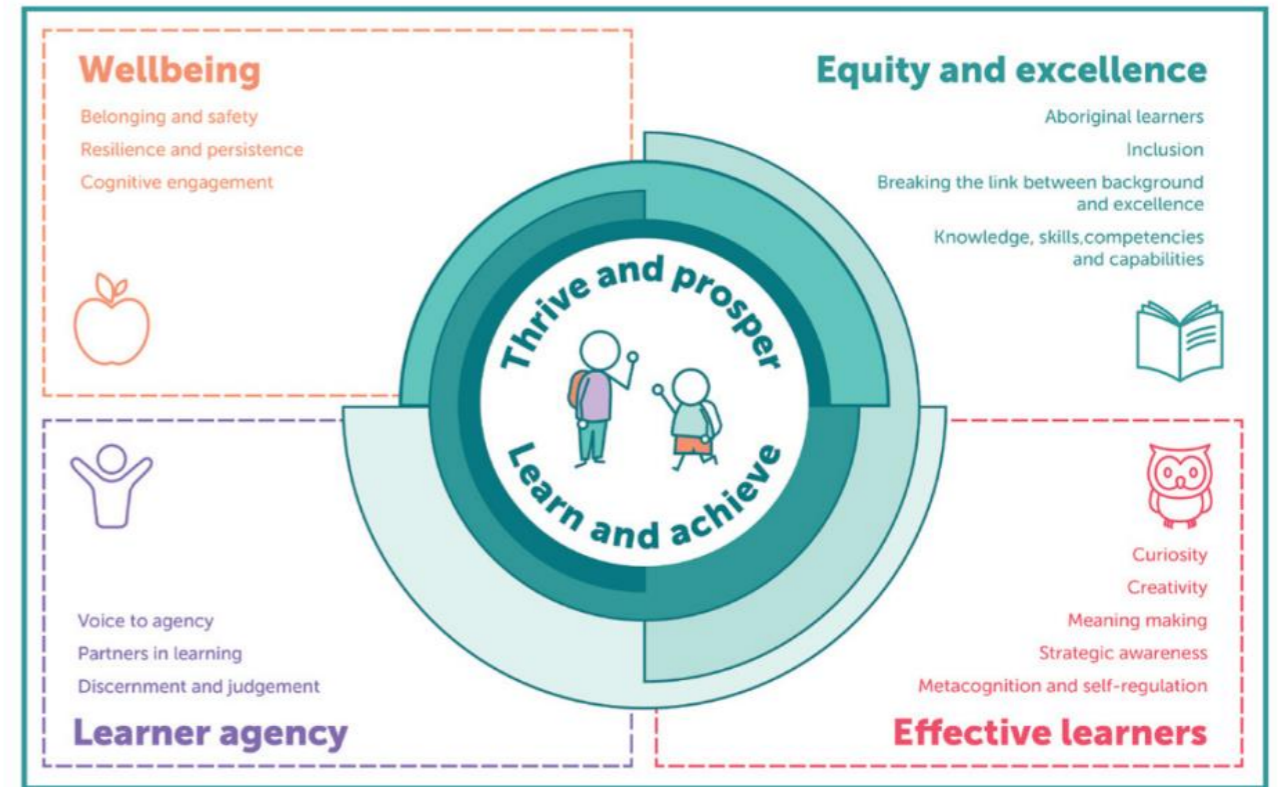 Wellbeing
Belonging and safety
Resilience and persistence
Cognitive engagement
Equity and excellence
Aboriginal learners
Inclusion
Breaking the link between background
and excellence
Knowledge, skills,competencies
and capabilities
Thrive and prosper
Learn and achieve
Voice to agency
Partners in learning
Discernment and judgement
Learner agency
Curiosity
Creativity
Meaning making
Strategic awareness
Metacognition and self-regulation
Effective learners